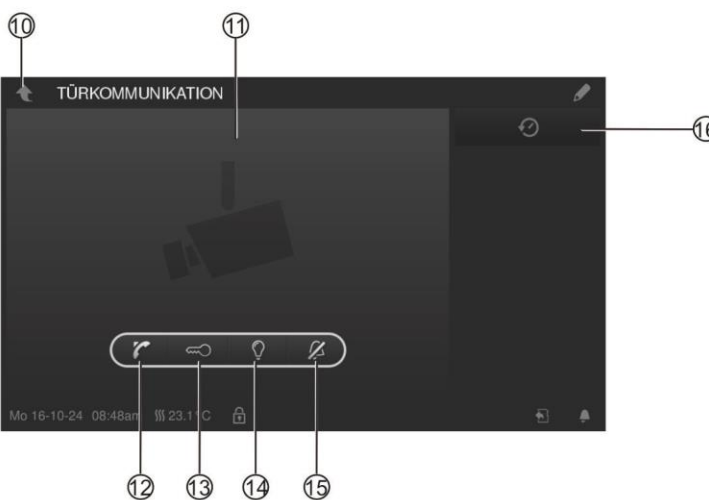 ⑩ ⑪
TÜRKOMMUNIKATION
⑯
Mo 16-10-24 08:48am 23.1°C
⑫ ⑬ ⑭ ⑮